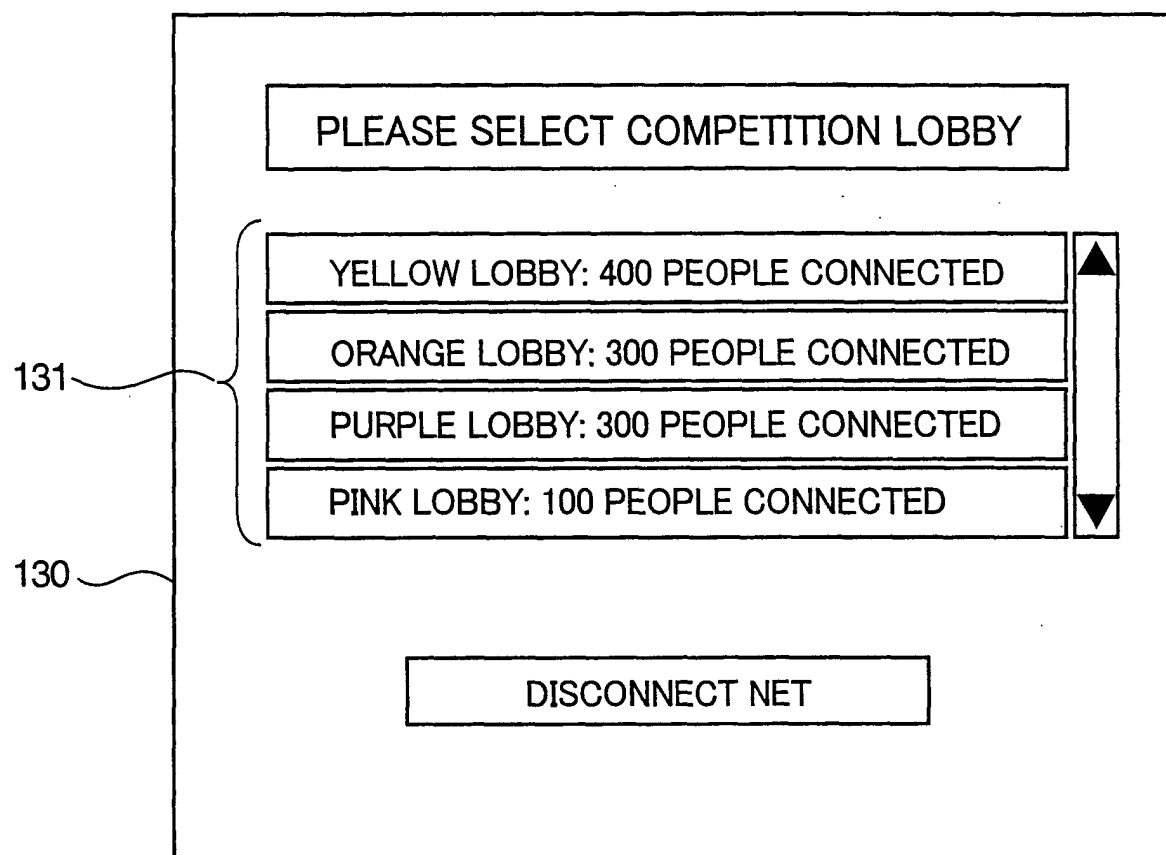 PLEASE SELECT COMPETITION LOBBY
YELLOW LOBBY: 400 PEOPLE CONNECTED
ORANGE LOBBY: 300 PEOPLE CONNECTED
131
PURPLE LOBBY: 300 PEOPLE CONNECTED
PINK LOBBY: 100 PEOPLE CONNECTED
130
DISCONNECT NET